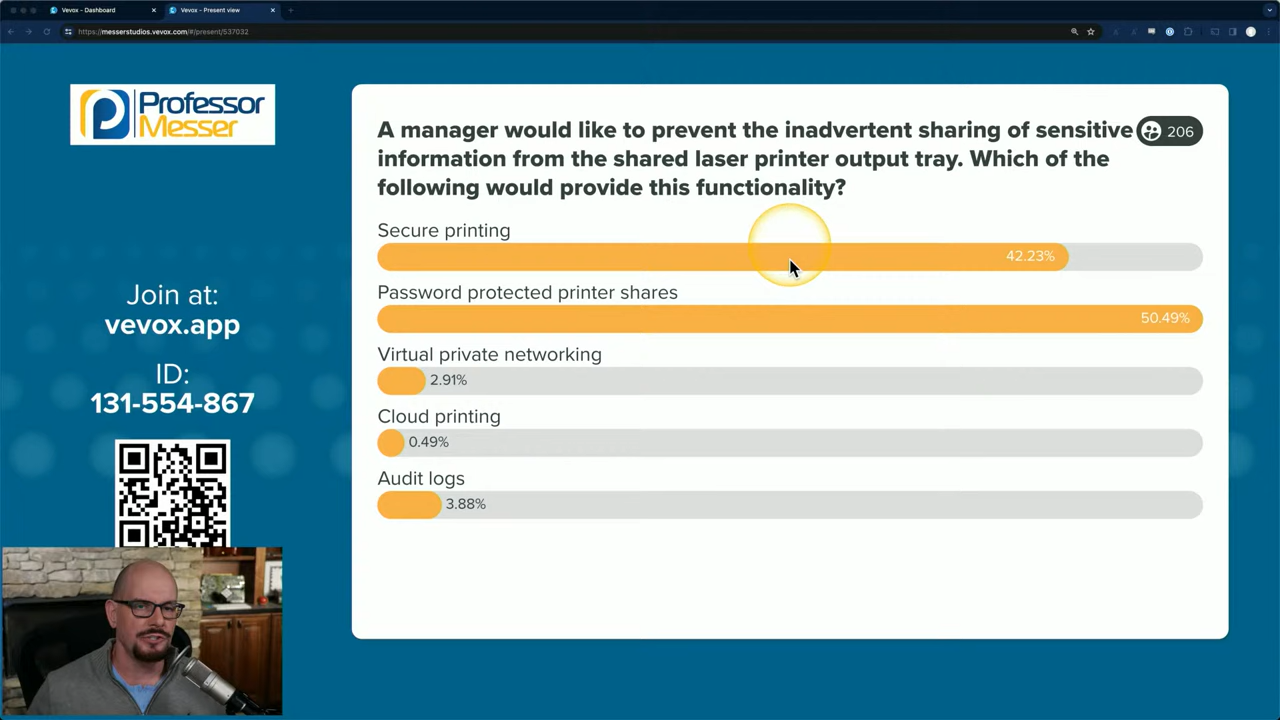 Vevox - Dashboard
Vevox - Present view
https://messerstudios.vevox.com/#/present/537032
Professor
Messer
Join at:
vevox.app
ID:
131-554-867
A manager would like to prevent the inadvertent sharing of sensitive
206
information from the shared laser printer output tray. Which of the
following would provide this functionality?
Secure printing
42.23%
Password protected printer shares
50.49%
Virtual private networking
2.91%
Cloud printing
0.49%
Audit logs
3.88%